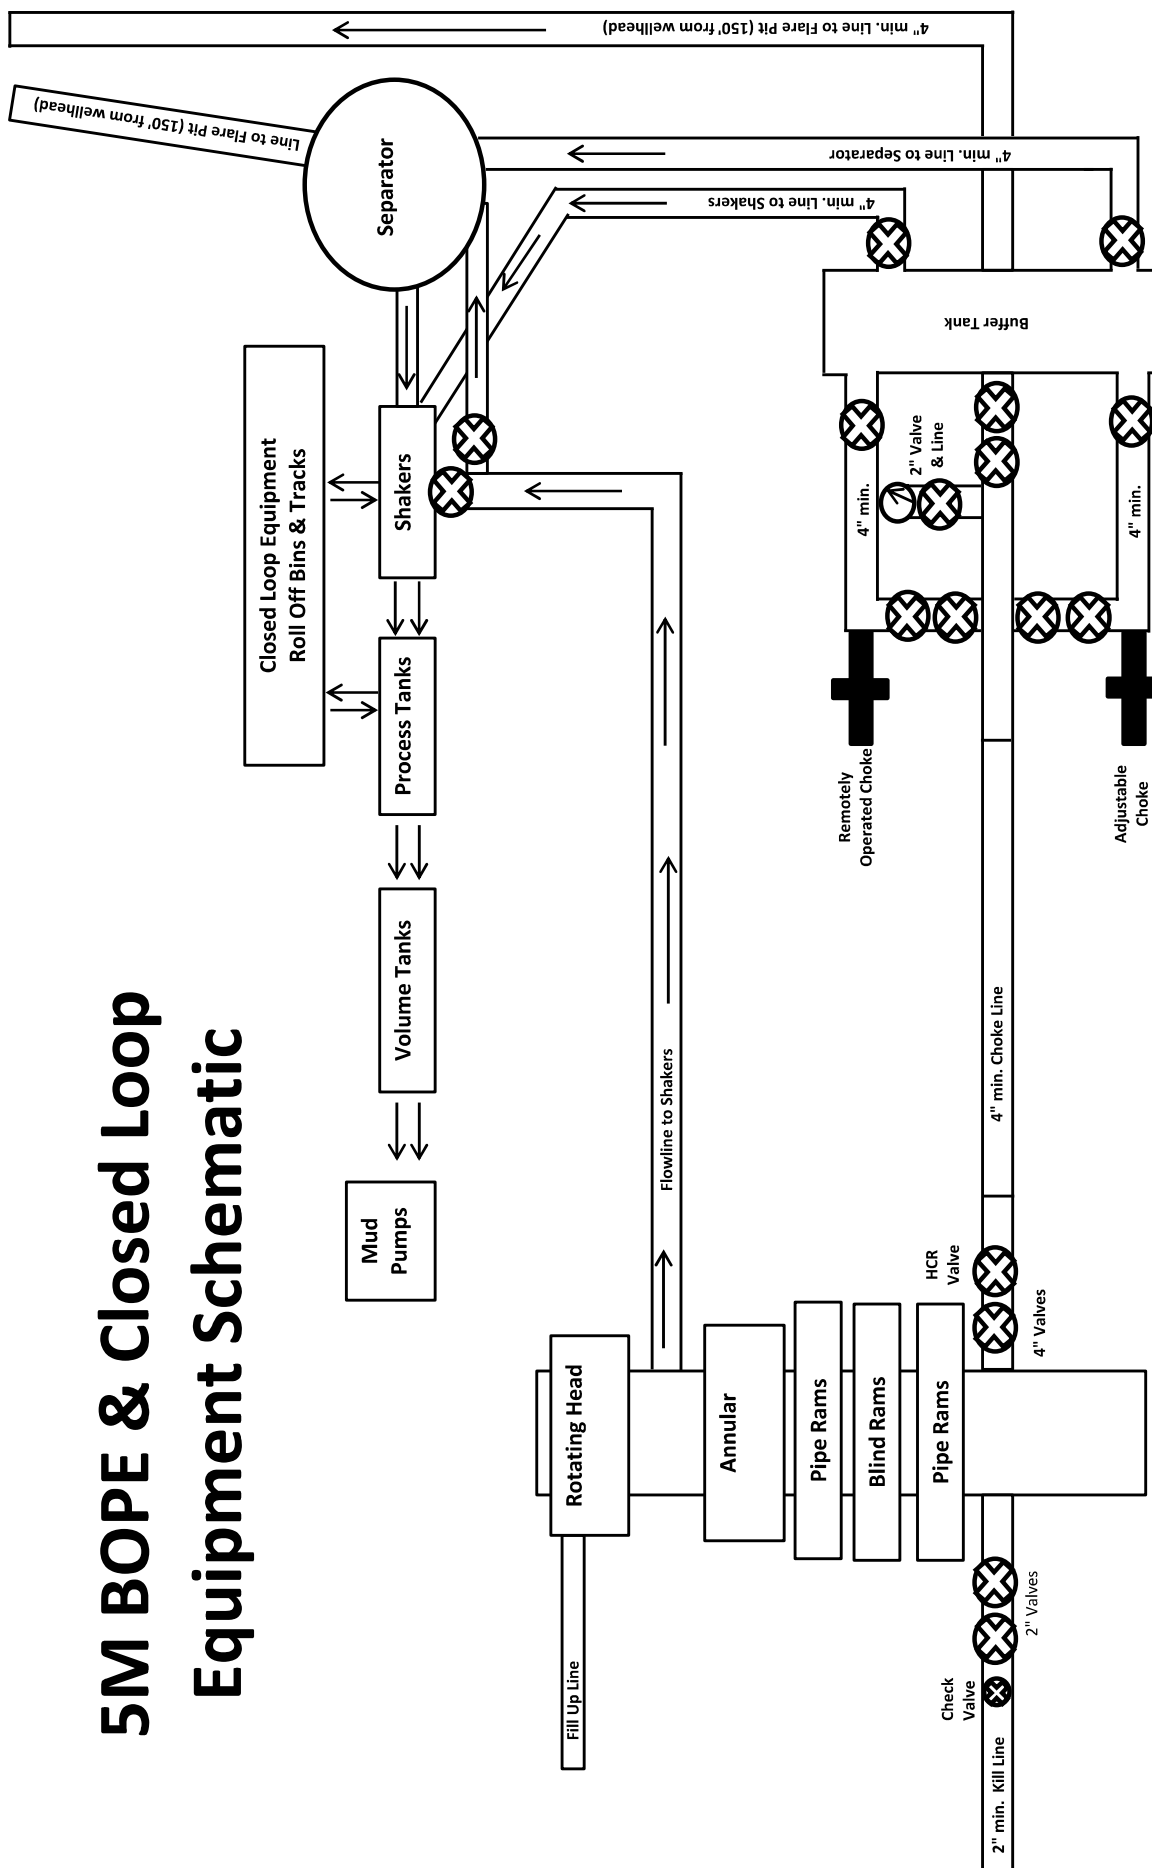 5M BOPE & Closed Loop
Equipment Schematic
Closed Loop Equipment
Roll Off Bins & Tracks
Mud
Pumps
Volume Tanks
Process Tanks
Shakers
Separator
Line to Flare Pit (150' from wellhead)
4" min. Line to Flare Pit (150' from wellhead)
4" min. Line to Separator
4" min. Line to Shakers
Fill Up Line
Rotating Head
Flowline to Shakers
Annular
Pipe Rams
Blind Rams
Pipe Rams
Remotely
Operated Choke
4" min.
2" Valve
& Line
Buffer Tank
Check
Valve
HCR
Valve
2" min. Kill Line
4" min. Choke Line
2" Valves
4" Valves
Adjustable
Choke
4" min.